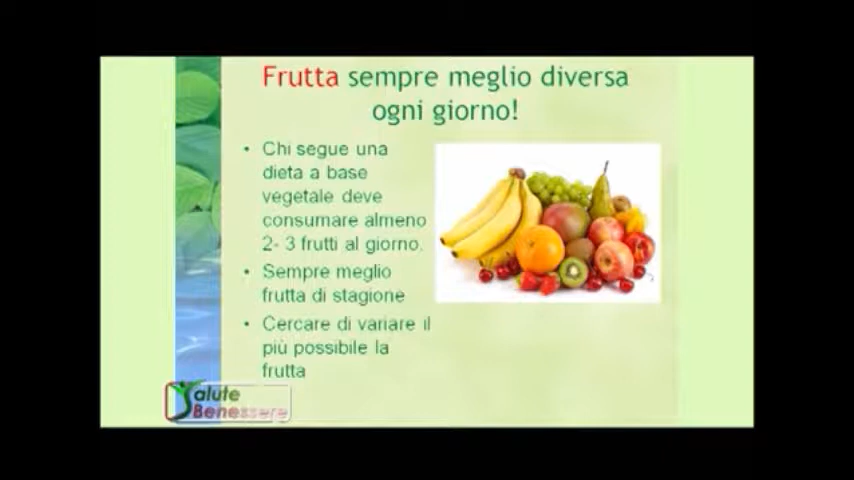 Frutta sempre meglio diversa
ogni giorno!
• Chi segue una
dieta a base
vegetale deve
consumare almeno
2- 3 frutti al giorno.
• Sempre meglio
frutta di stagione
• Cercare di variare il
più possibile la
frutta
Salute
Benessere